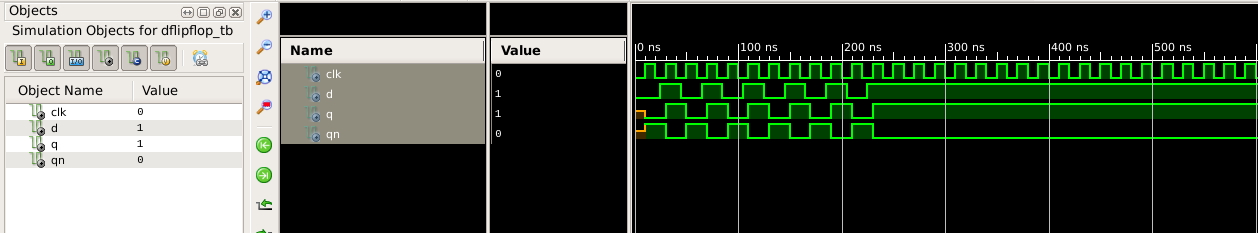 Objects
Simulation Objects for dflipflop_tb
Object Name Value
clk 0
d 1
q 1
qn 0
Name Value
clk 0
d 1
q 1
qn 0
0 ns 100 ns 200 ns 300 ns 400 ns 500 ns